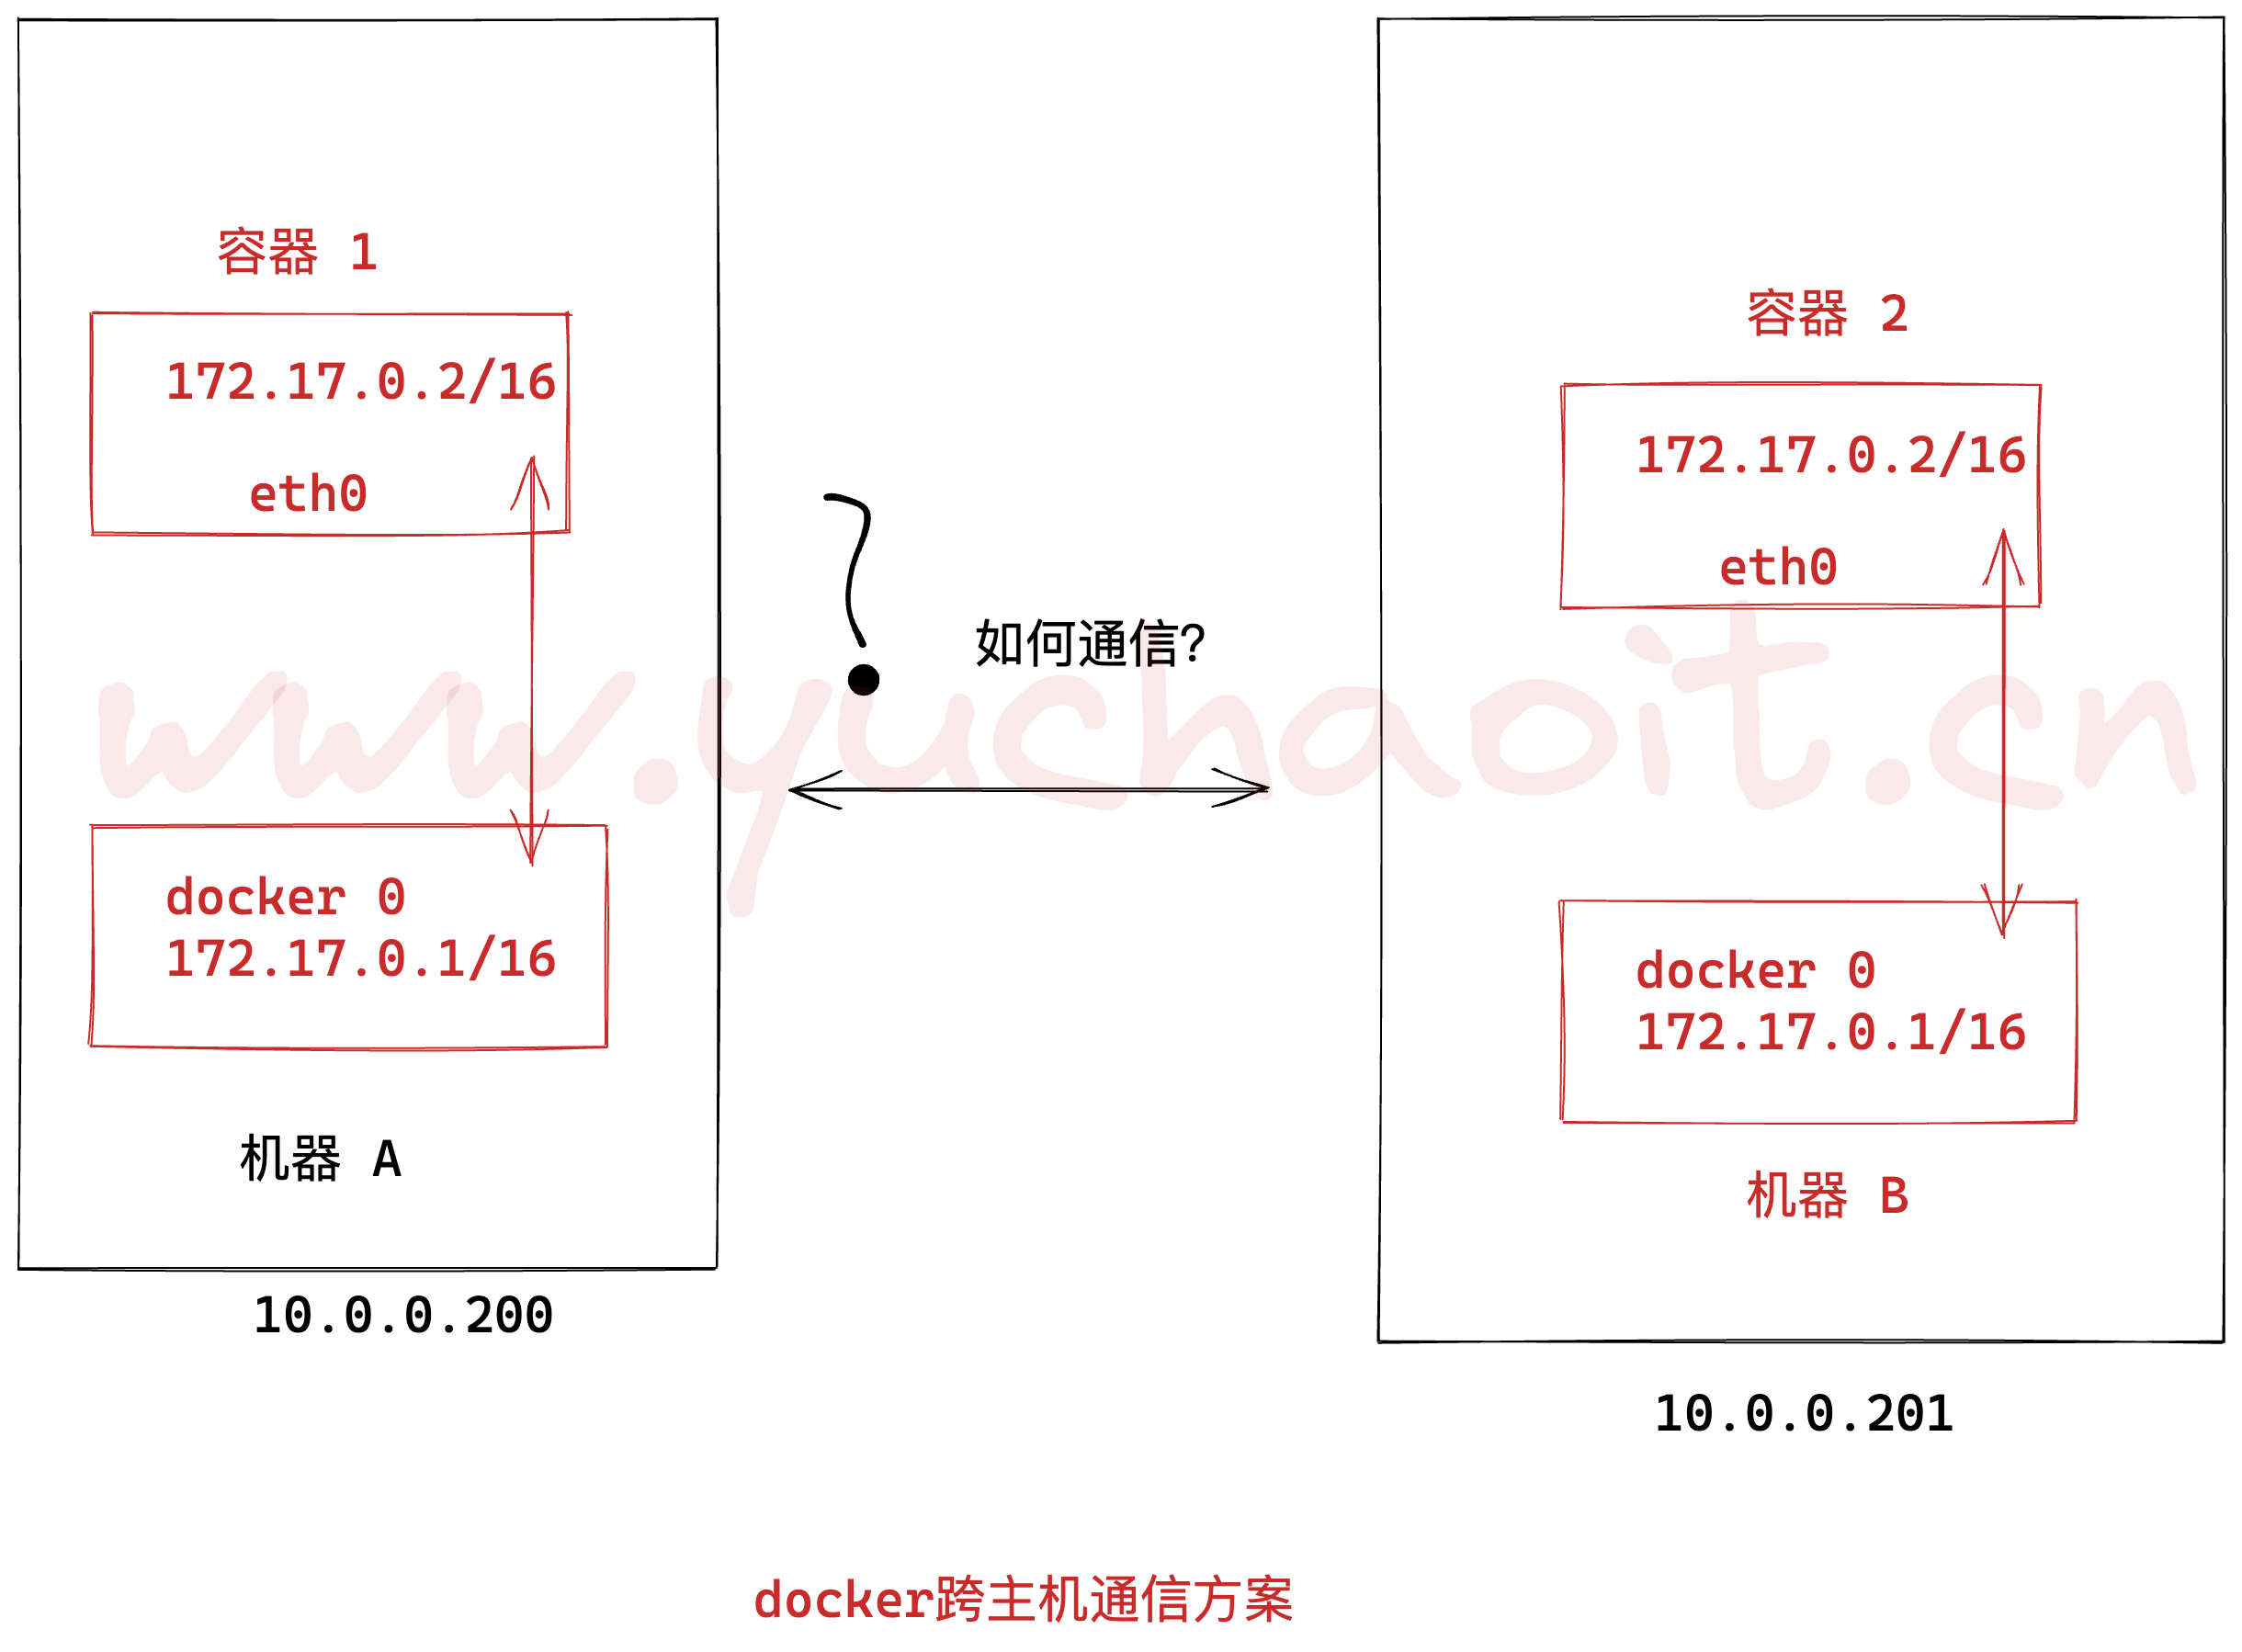 容器 1
172.17.0.2/16
eth0
docker 0
172.17.0.1/16
机器 A
10.0.0.200
?
如何通信?
容器 2
172.17.0.2/16
eth0
docker 0
172.17.0.1/16
机器 B
10.0.0.201
www.yuchaoit.cn
docker跨主机通信方案